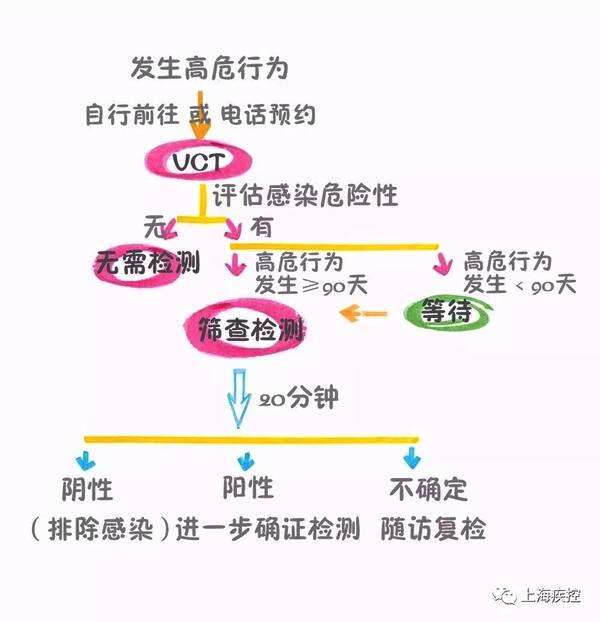 发生高危行为
自行前往 或 电话预约
VCT
评估感染危险性
无 有
无需检测
高危行为
发生≥90天
高危行为
发生<90天
筛查检测
等待
20分钟
阴性 阳性 不确定
(排除感染) 进一步确证检测 随访复检
上海疾控